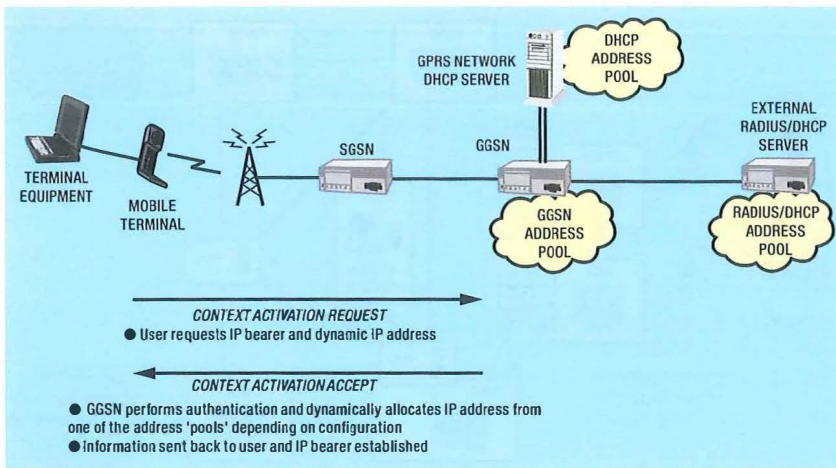 DHCP
ADDRESS
POOL
GPRS NETWORK
DHCP SERVER
EXTERNAL
RADIUS/DHCP
SERVER
SGSN
GGSN
TERMINAL
EQUIPMENT
MOBILE
TERMINAL
GGSN
ADDRESS
POOL
RADIUS/DHCP
ADDRESS
POOL
CONTEXT ACTIVATION REQUEST
● User requests IP bearer and dynamic IP address
CONTEXT ACTIVATION ACCEPT
● GGSN performs authentication and dynamically allocates IP address from
one of the address 'pools' depending on configuration
● Information sent back to user and IP bearer established